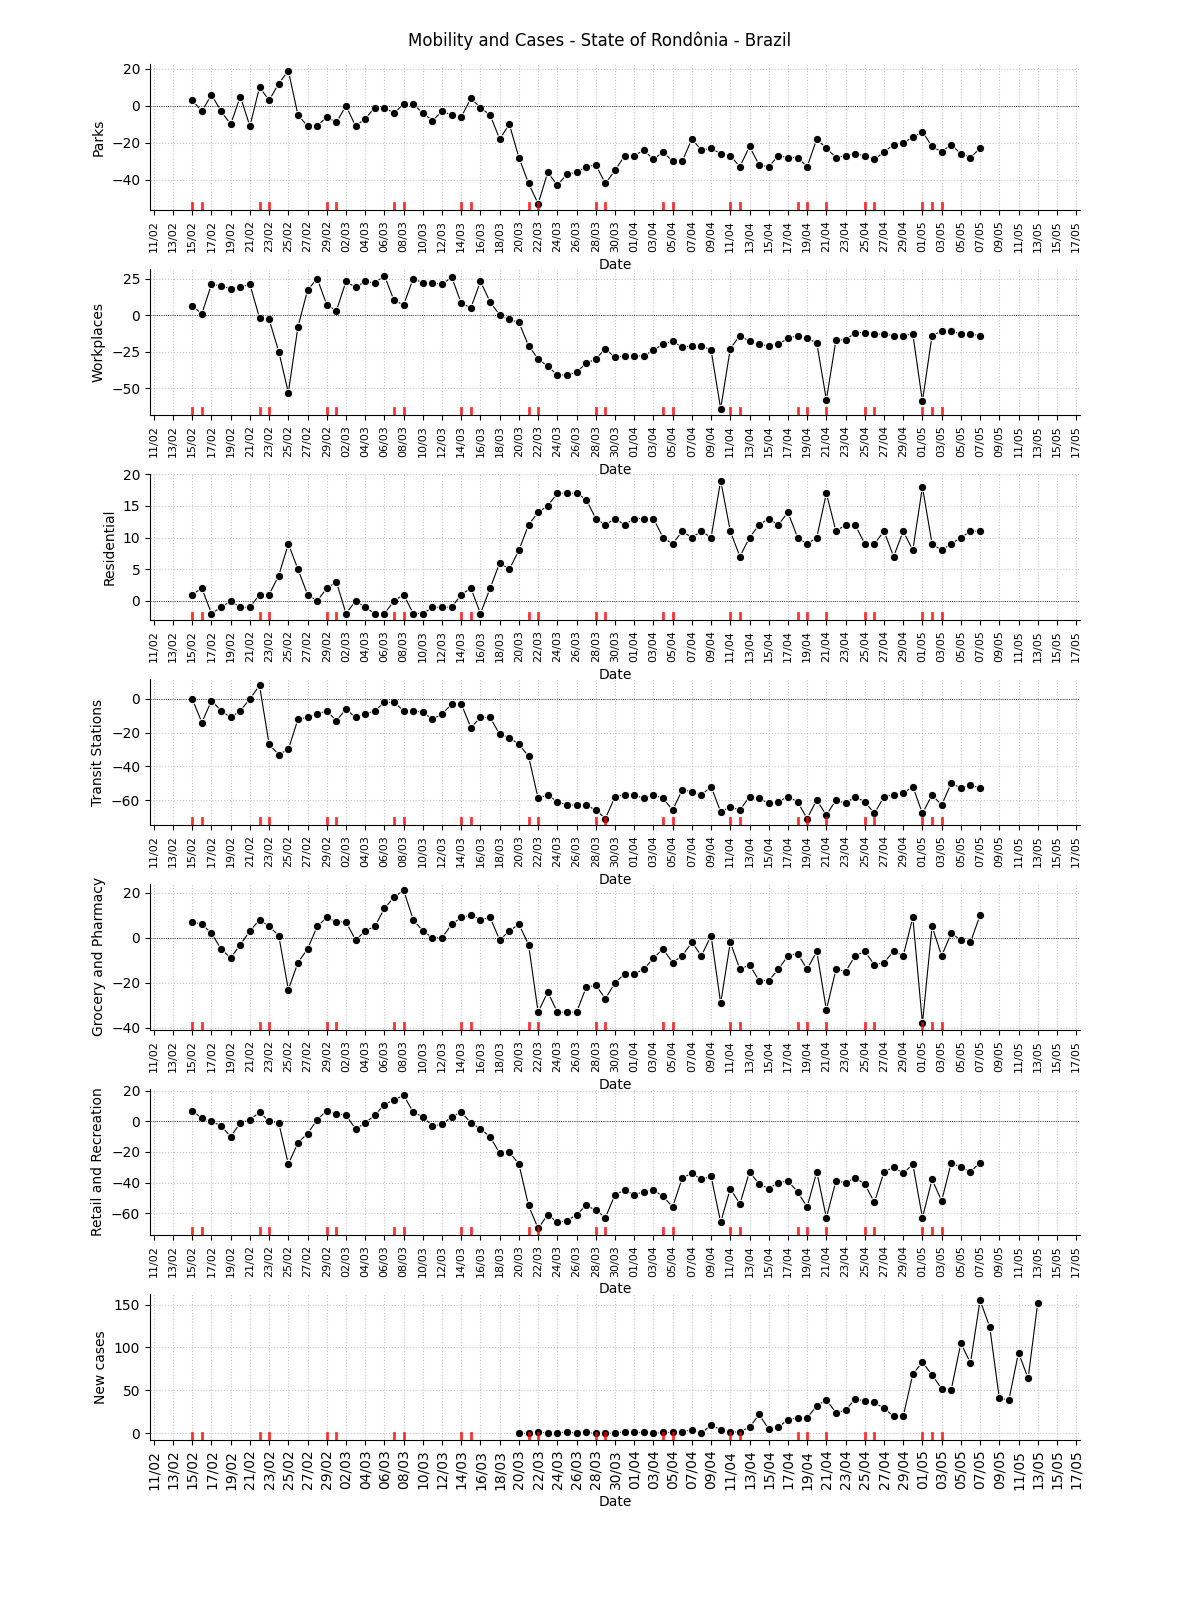 Mobility and Cases - State of Rondônia - Brazil
20
0
−20
−40
Parks
11/02 13/02 15/02 17/02 19/02 21/02 23/02 25/02 27/02 29/02 02/03 04/03 06/03 08/03 10/03 12/03 14/03 16/03 18/03 20/03 22/03 24/03 26/03 28/03 30/03 01/04 03/04 05/04 07/04 09/04 11/04 13/04 15/04 17/04 19/04 21/04 23/04 25/04 27/04 29/04 01/05 03/05 05/05 07/05 09/05 11/05 13/05 15/05 17/05
Date
25
0
−25
−50
Workplaces
11/02 13/02 15/02 17/02 19/02 21/02 23/02 25/02 27/02 29/02 02/03 04/03 06/03 08/03 10/03 12/03 14/03 16/03 18/03 20/03 22/03 24/03 26/03 28/03 30/03 01/04 03/04 05/04 07/04 09/04 11/04 13/04 15/04 17/04 19/04 21/04 23/04 25/04 27/04 29/04 01/05 03/05 05/05 07/05 09/05 11/05 13/05 15/05 17/05
Date
20
15
10
5
0
Residential
11/02 13/02 15/02 17/02 19/02 21/02 23/02 25/02 27/02 29/02 02/03 04/03 06/03 08/03 10/03 12/03 14/03 16/03 18/03 20/03 22/03 24/03 26/03 28/03 30/03 01/04 03/04 05/04 07/04 09/04 11/04 13/04 15/04 17/04 19/04 21/04 23/04 25/04 27/04 29/04 01/05 03/05 05/05 07/05 09/05 11/05 13/05 15/05 17/05
Date
0
−20
−40
−60
Transit Stations
11/02 13/02 15/02 17/02 19/02 21/02 23/02 25/02 27/02 29/02 02/03 04/03 06/03 08/03 10/03 12/03 14/03 16/03 18/03 20/03 22/03 24/03 26/03 28/03 30/03 01/04 03/04 05/04 07/04 09/04 11/04 13/04 15/04 17/04 19/04 21/04 23/04 25/04 27/04 29/04 01/05 03/05 05/05 07/05 09/05 11/05 13/05 15/05 17/05
Date
20
0
−20
−40
Grocery and Pharmacy
11/02 13/02 15/02 17/02 19/02 21/02 23/02 25/02 27/02 29/02 02/03 04/03 06/03 08/03 10/03 12/03 14/03 16/03 18/03 20/03 22/03 24/03 26/03 28/03 30/03 01/04 03/04 05/04 07/04 09/04 11/04 13/04 15/04 17/04 19/04 21/04 23/04 25/04 27/04 29/04 01/05 03/05 05/05 07/05 09/05 11/05 13/05 15/05 17/05
Date
20
0
−20
−40
−60
Retail and Recreation
11/02 13/02 15/02 17/02 19/02 21/02 23/02 25/02 27/02 29/02 02/03 04/03 06/03 08/03 10/03 12/03 14/03 16/03 18/03 20/03 22/03 24/03 26/03 28/03 30/03 01/04 03/04 05/04 07/04 09/04 11/04 13/04 15/04 17/04 19/04 21/04 23/04 25/04 27/04 29/04 01/05 03/05 05/05 07/05 09/05 11/05 13/05 15/05 17/05
Date
150
100
50
0
New cases
11/02 13/02 15/02 17/02 19/02 21/02 23/02 25/02 27/02 29/02 02/03 04/03 06/03 08/03 10/03 12/03 14/03 16/03 18/03 20/03 22/03 24/03 26/03 28/03 30/03 01/04 03/04 05/04 07/04 09/04 11/04 13/04 15/04 17/04 19/04 21/04 23/04 25/04 27/04 29/04 01/05 03/05 05/05 07/05 09/05 11/05 13/05 15/05 17/05
Date